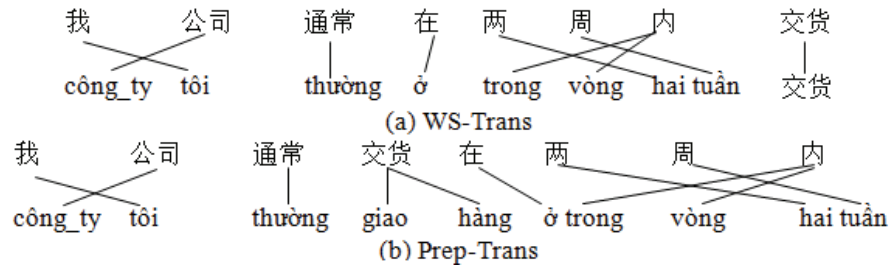 我 公司 通常 在 两 周 内 交货
công_ty tôi thường ở trong vòng hai tuần 交货
(a) WS-Trans
我 公司 通常 交货 在 两 周 内
công_ty tôi thường giao hàng ở trong vòng hai tuần
(b) Prep-Trans